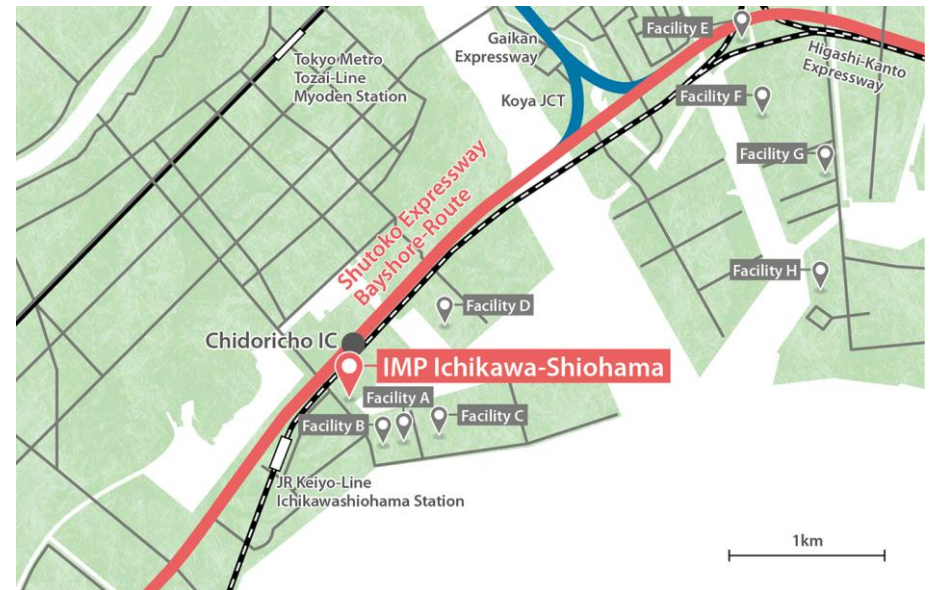 Facility E
Gaikan
Expressway
Higashi-Kanto
Expressway
Tokyo Metro
Tozai-Line
Myoden Station
Koya JCT
Facility F
Facility G
Shutoko Expressway
Bayshore-Route
Facility H
Facility D
Chidoricho IC
IMP Ichikawa-Shiohama
Facility A
Facility B
Facility C
JR Keiyo-Line
Ichikawashiohama Station
1km